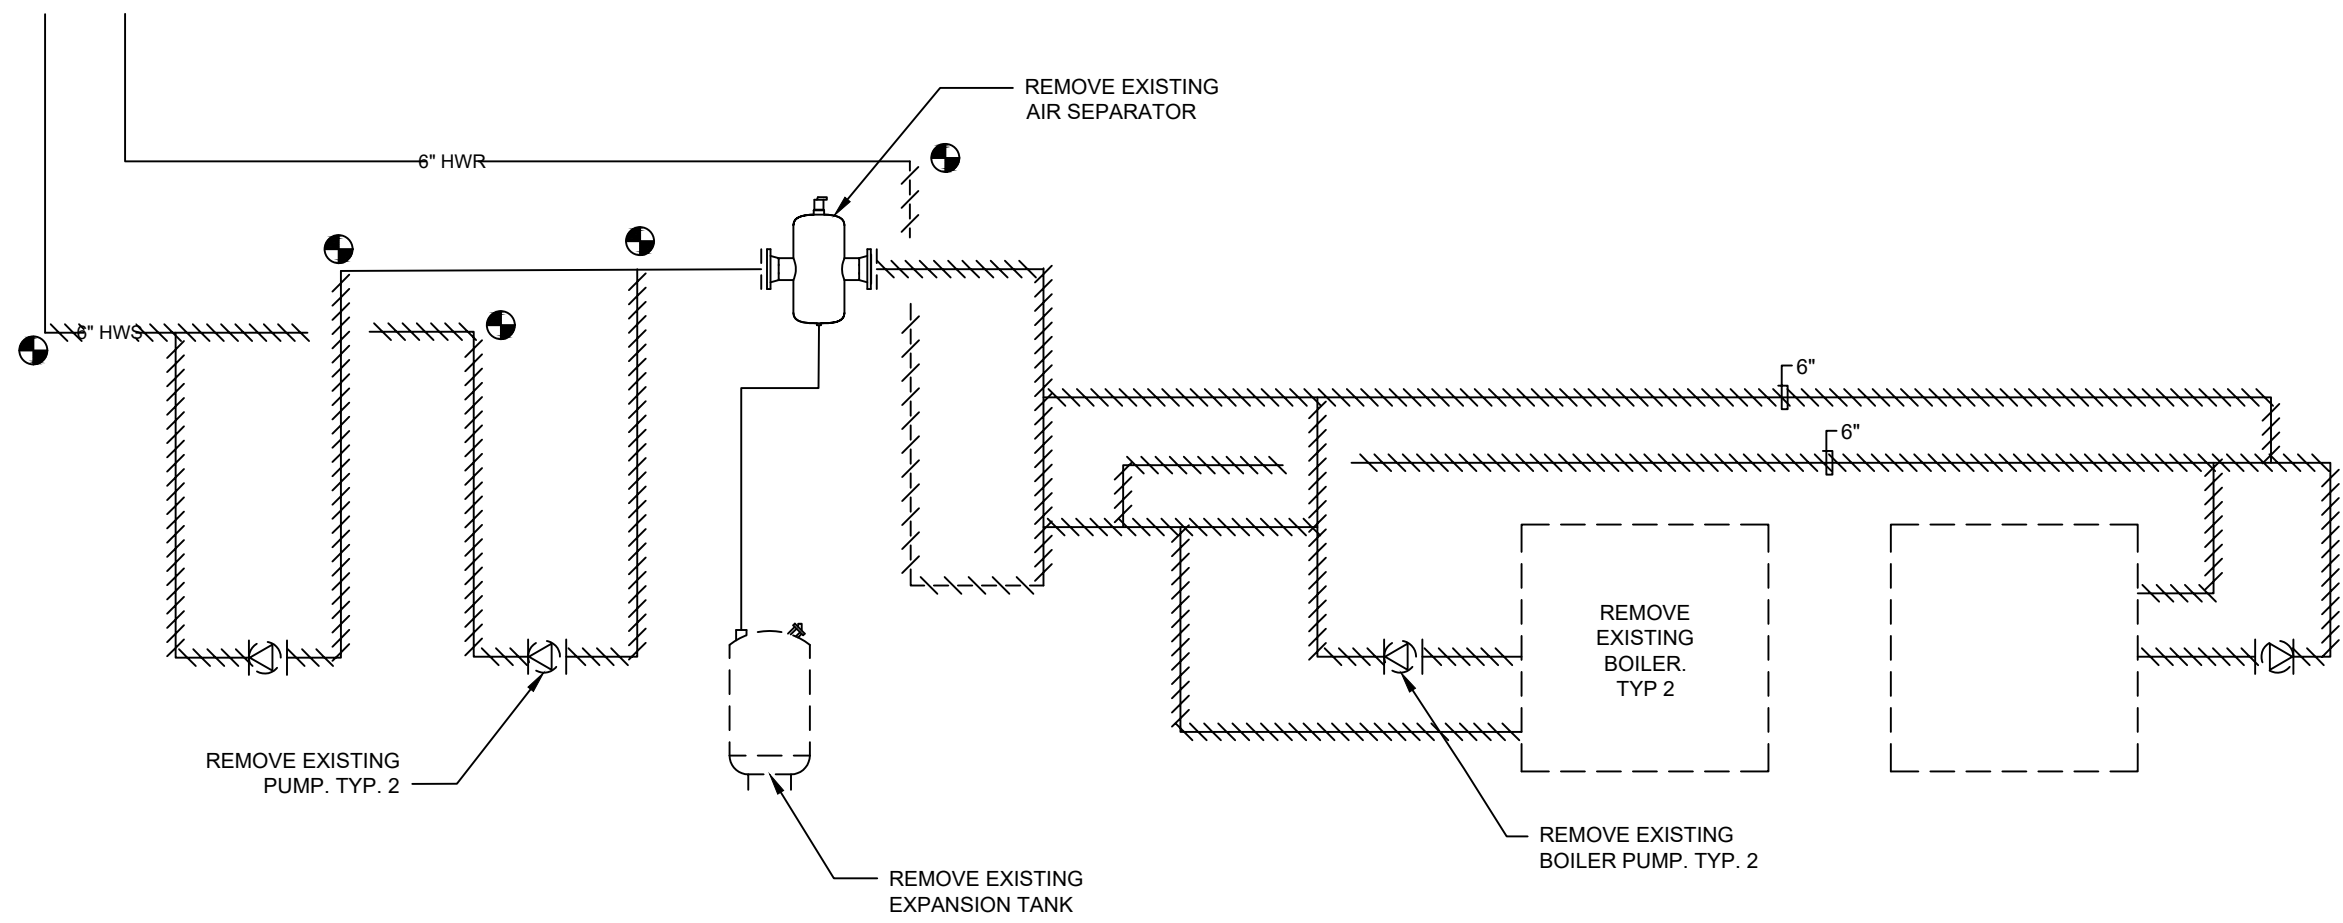 REMOVE EXISTING
AIR SEPARATOR
6" HWR
6" HWS
6"
6"
REMOVE
EXISTING
BOILER.
TYP 2
REMOVE EXISTING
PUMP. TYP. 2
REMOVE EXISTING
BOILER PUMP. TYP. 2
REMOVE EXISTING
EXPANSION TANK